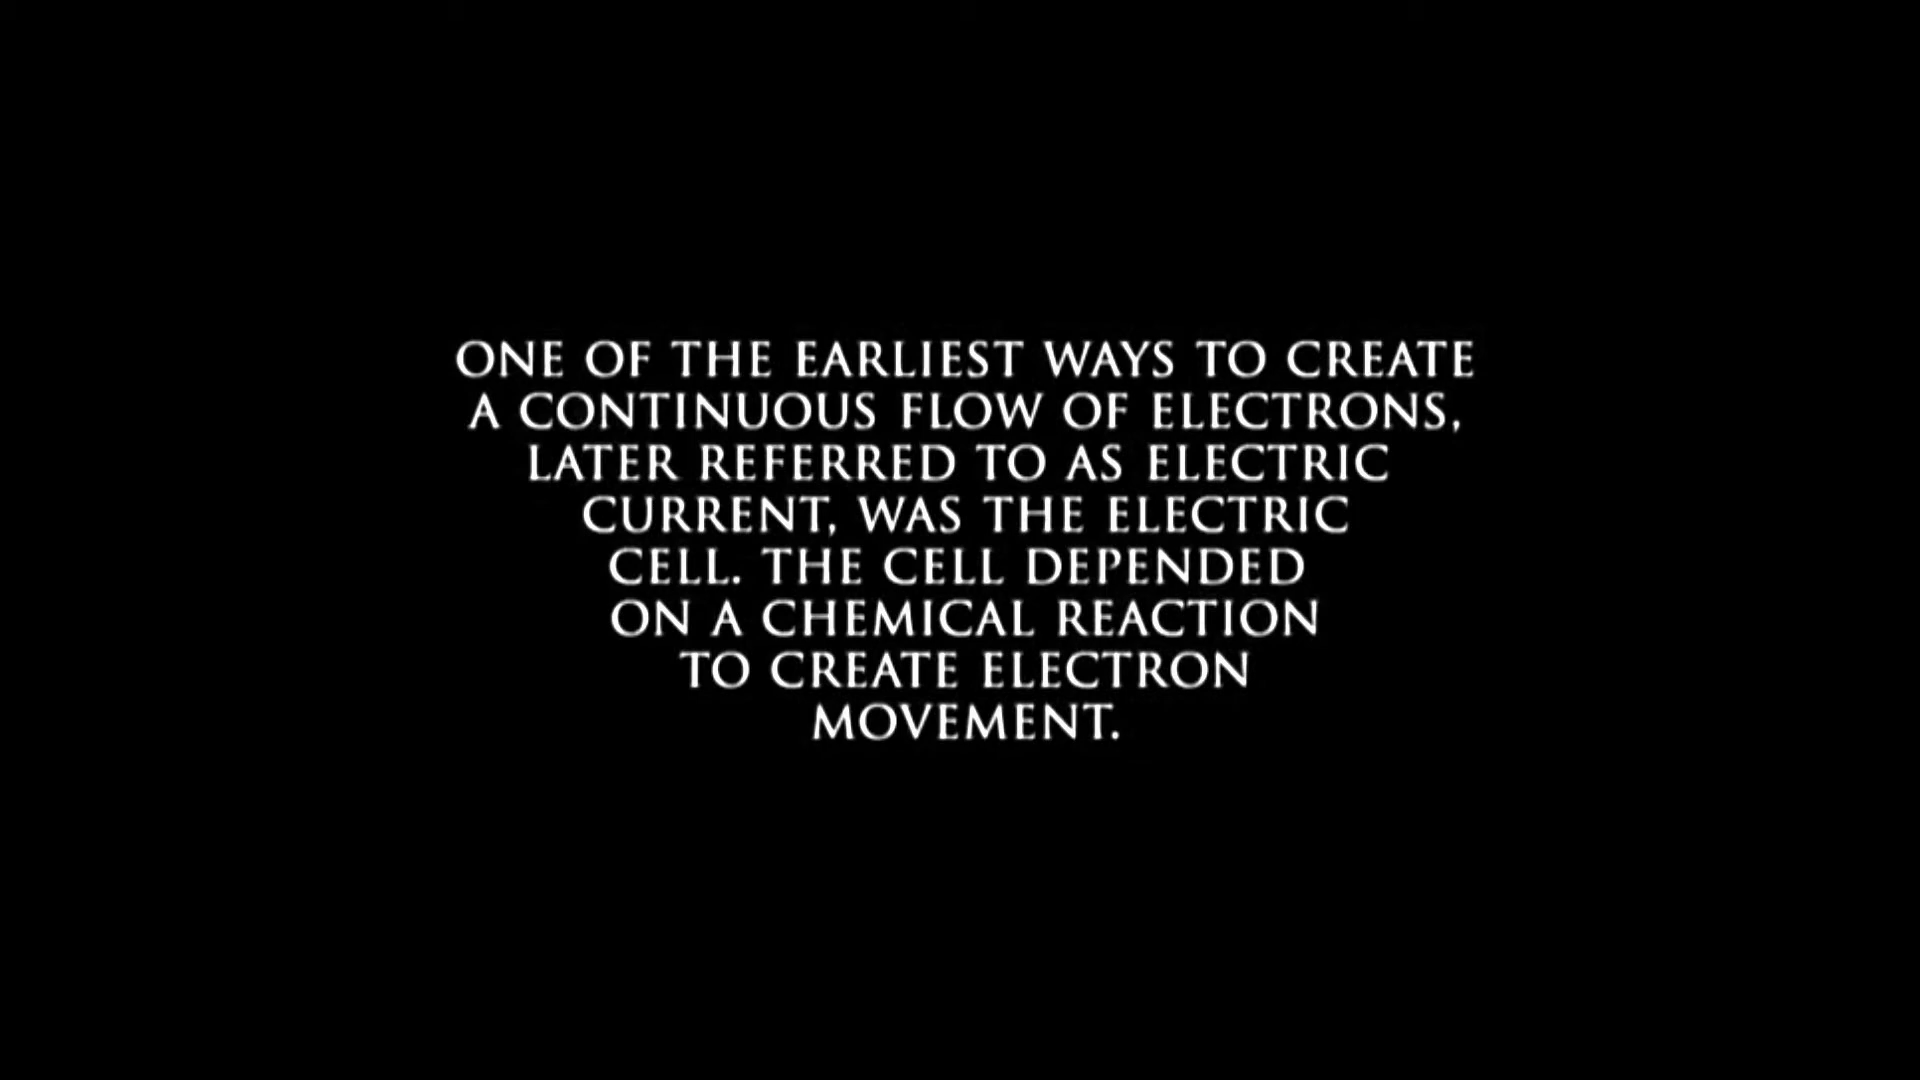 ONE OF THE EARLIEST WAYS TO CREATE
A CONTINUOUS FLOW OF ELECTRONS,
LATER REFERRED TO AS ELECTRIC
CURRENT, WAS THE ELECTRIC
CELL. THE CELL DEPENDED
ON A CHEMICAL REACTION
TO CREATE ELECTRON
MOVEMENT.